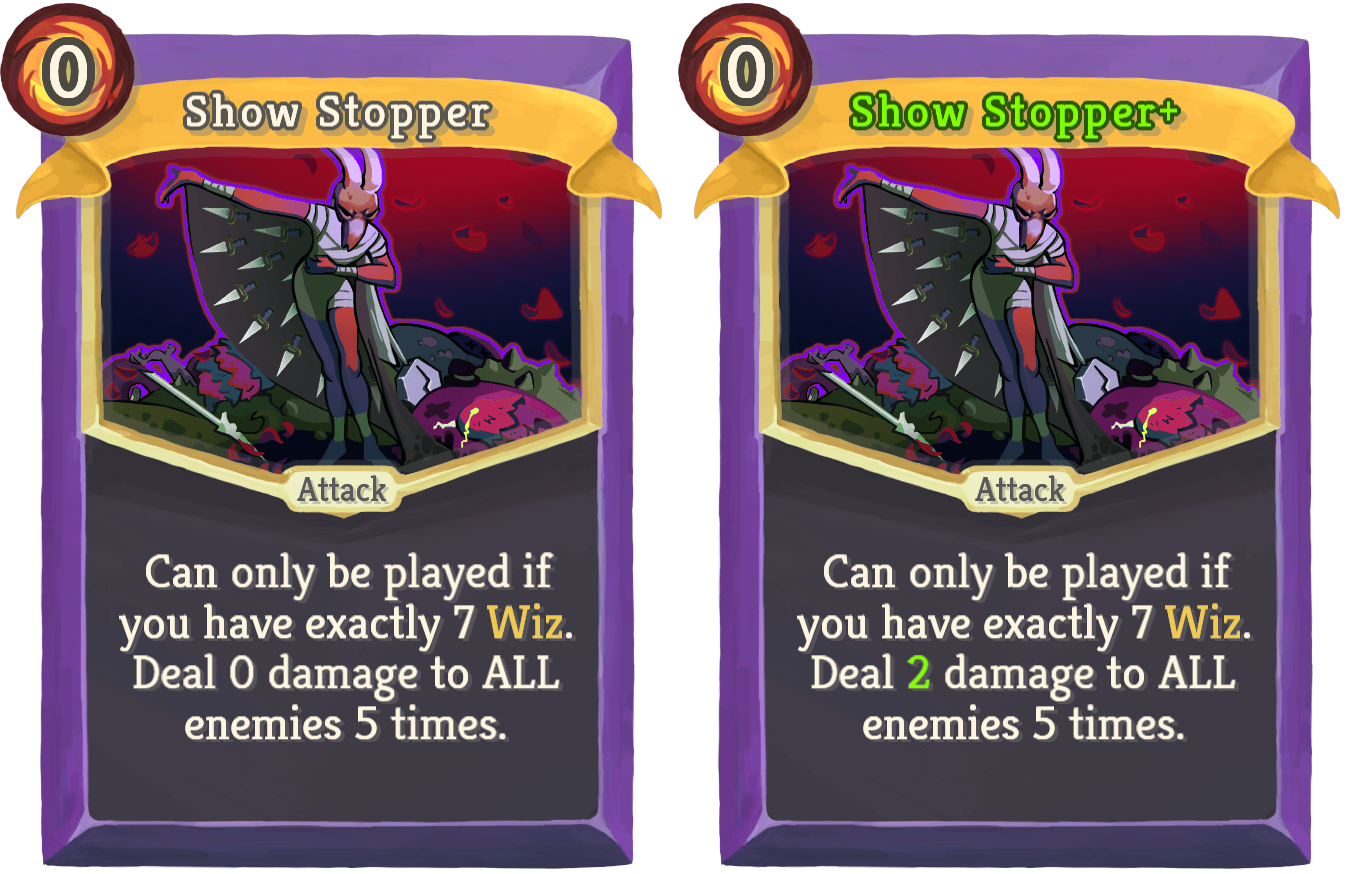 0
Show Stopper
Attack
Can only be played if
you have exactly 7 Wiz.
Deal 0 damage to ALL
enemies 5 times.
0
Show Stopper+
Attack
Can only be played if
you have exactly 7 Wiz.
Deal 2 damage to ALL
enemies 5 times.